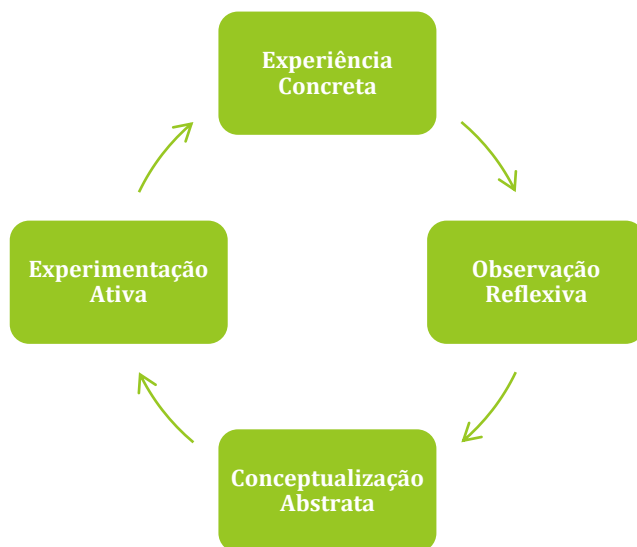 Experiência
Concreta
Observação
Reflexiva
Conceptualização
Abstrata
Experimentação
Ativa